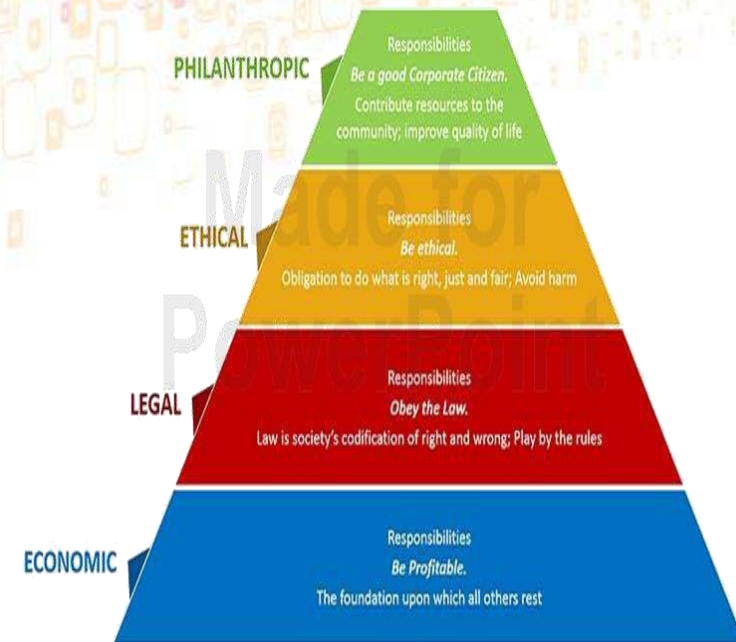 PHILANTHROPIC
Responsibilities
Be a good Corporate Citizen.
Contribute resources to the
community; improve quality of life
ETHICAL
Responsibilities
Be ethical.
Obligation to do what is right, just and fair; Avoid harm
LEGAL
Responsibilities
Obey the Law.
Law is society's codification of right and wrong; Play by the rules
ECONOMIC
Responsibilities
Be Profitable.
The foundation upon which all others rest
Made for
PowerPoint